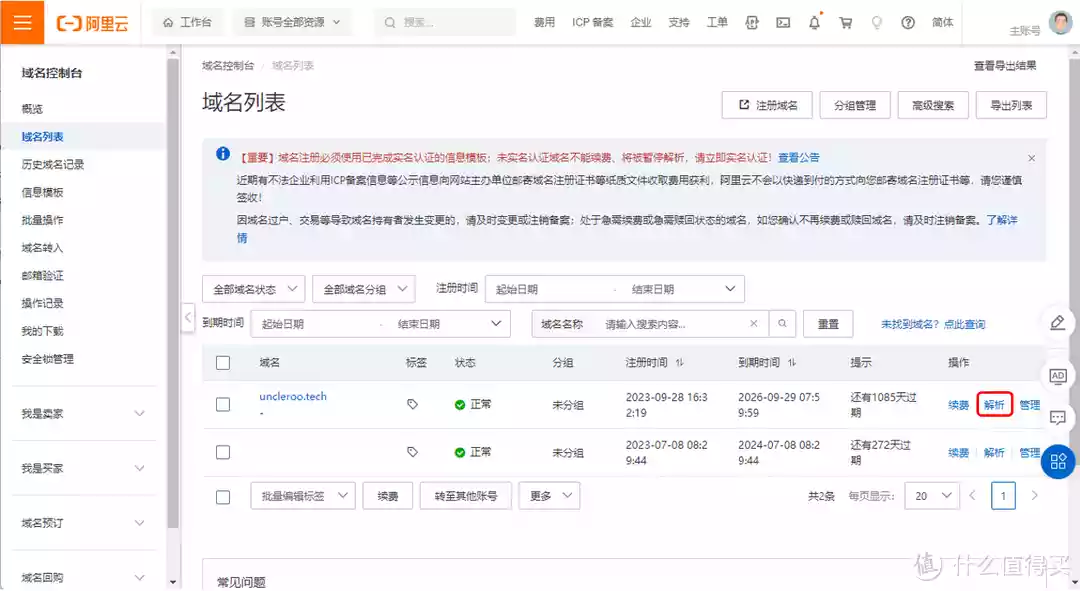 阿里云
工作台
账号全部资源
搜索...
费用
ICP 备案
企业
支持
工单
简体
主账号
域名控制台
概览
域名列表
历史域名记录
信息模板
批量操作
域名转入
邮箱验证
操作记录
我的下载
安全锁管理
我是卖家
我是买家
域名预订
域名回购
域名控制台 / 域名列表
查看导出结果
域名列表
注册域名
分组管理
高级搜索
导出列表
【重要】域名注册必须使用已完成实名认证的信息模板；未实名认证域名不能续费、将被暂停解析，请立即实名认证！查看公告
近期有不法企业利用ICP备案信息等公示信息向网站主办单位邮寄域名注册证书等纸质文件收取费用获利，阿里云不会以快递到付的方式向您邮寄域名注册证书等，请您谨慎
签收！
因域名过户、交易等导致域名持有者发生变更的，请及时变更或注销备案；处于急需续费或急需赎回状态的域名，如您确认不再续费或赎回域名，请及时注销备案。了解详
情
全部域名状态
全部域名分组
注册时间
起始日期 - 结束日期
到期时间
起始日期 - 结束日期
域名名称
请输入搜索内容...
重置
未找到域名？点此查询
域名 标签 状态 分组 注册时间 到期时间 提示 操作
uncleroo.tech
-
正常
未分组
2023-09-28 16:3
2:19
2026-09-29 07:5
9:59
还有1085天过
期
续费 解析 管理
正常
未分组
2023-07-08 08:2
9:44
2024-07-08 08:2
9:44
还有272天过
期
续费 解析 管理
批量编辑标签
续费
转至其他账号
更多
共2条
每页显示：
20
1
AD
常见问题
值 什么值得买